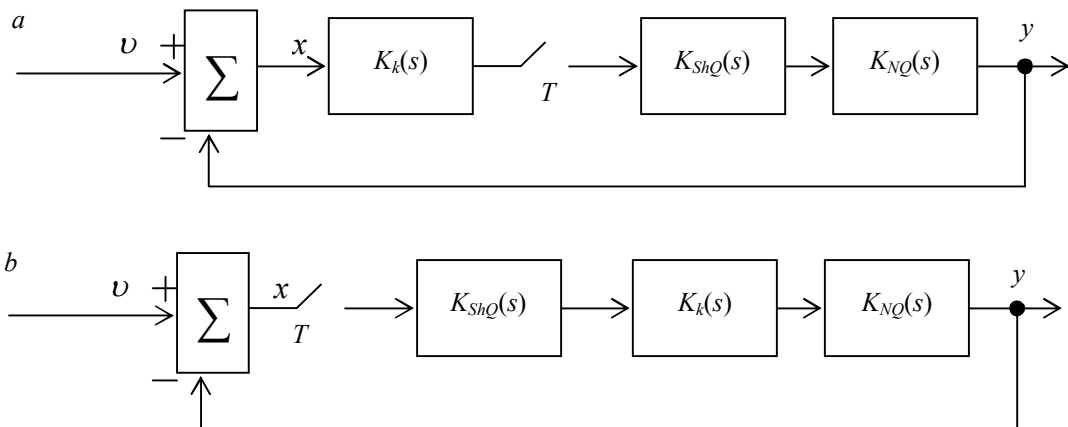 a
υ + x K_k(s) T K_ShQ(s) K_NQ(s) y
Σ
−
b
υ + x T K_ShQ(s) K_k(s) K_NQ(s) y
Σ
−